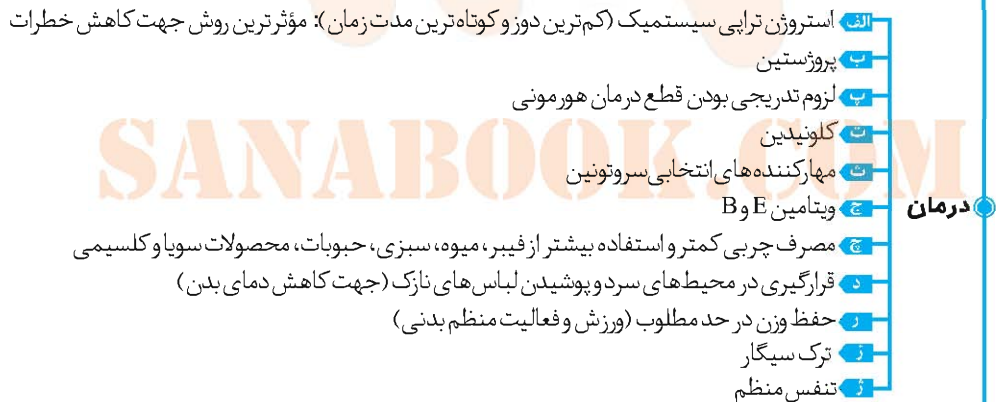 الف استروژن تراپی سیستمیک (کم‌ترین دوز و کوتاه‌ترین مدت زمان): مؤثرترین روش جهت کاهش خطرات
ب پروژستین
پ لزوم تدریجی بودن قطع درمان هورمونی
ت کلونیدین
ث مهارکننده‌های انتخابی سروتونین
درمان
ج ویتامین E و B
چ مصرف چربی کمتر و استفاده بیشتر از فیبر، میوه، سبزی، حبوبات، محصولات سویا و کلسیمی
د قرارگیری در محیط‌های سرد و پوشیدن لباس‌های نازک (جهت کاهش دمای بدن)
ر حفظ وزن در حد مطلوب (ورزش و فعالیت منظم بدنی)
ز ترک سیگار
ژ تنفس منظم
SANABOOK.COM